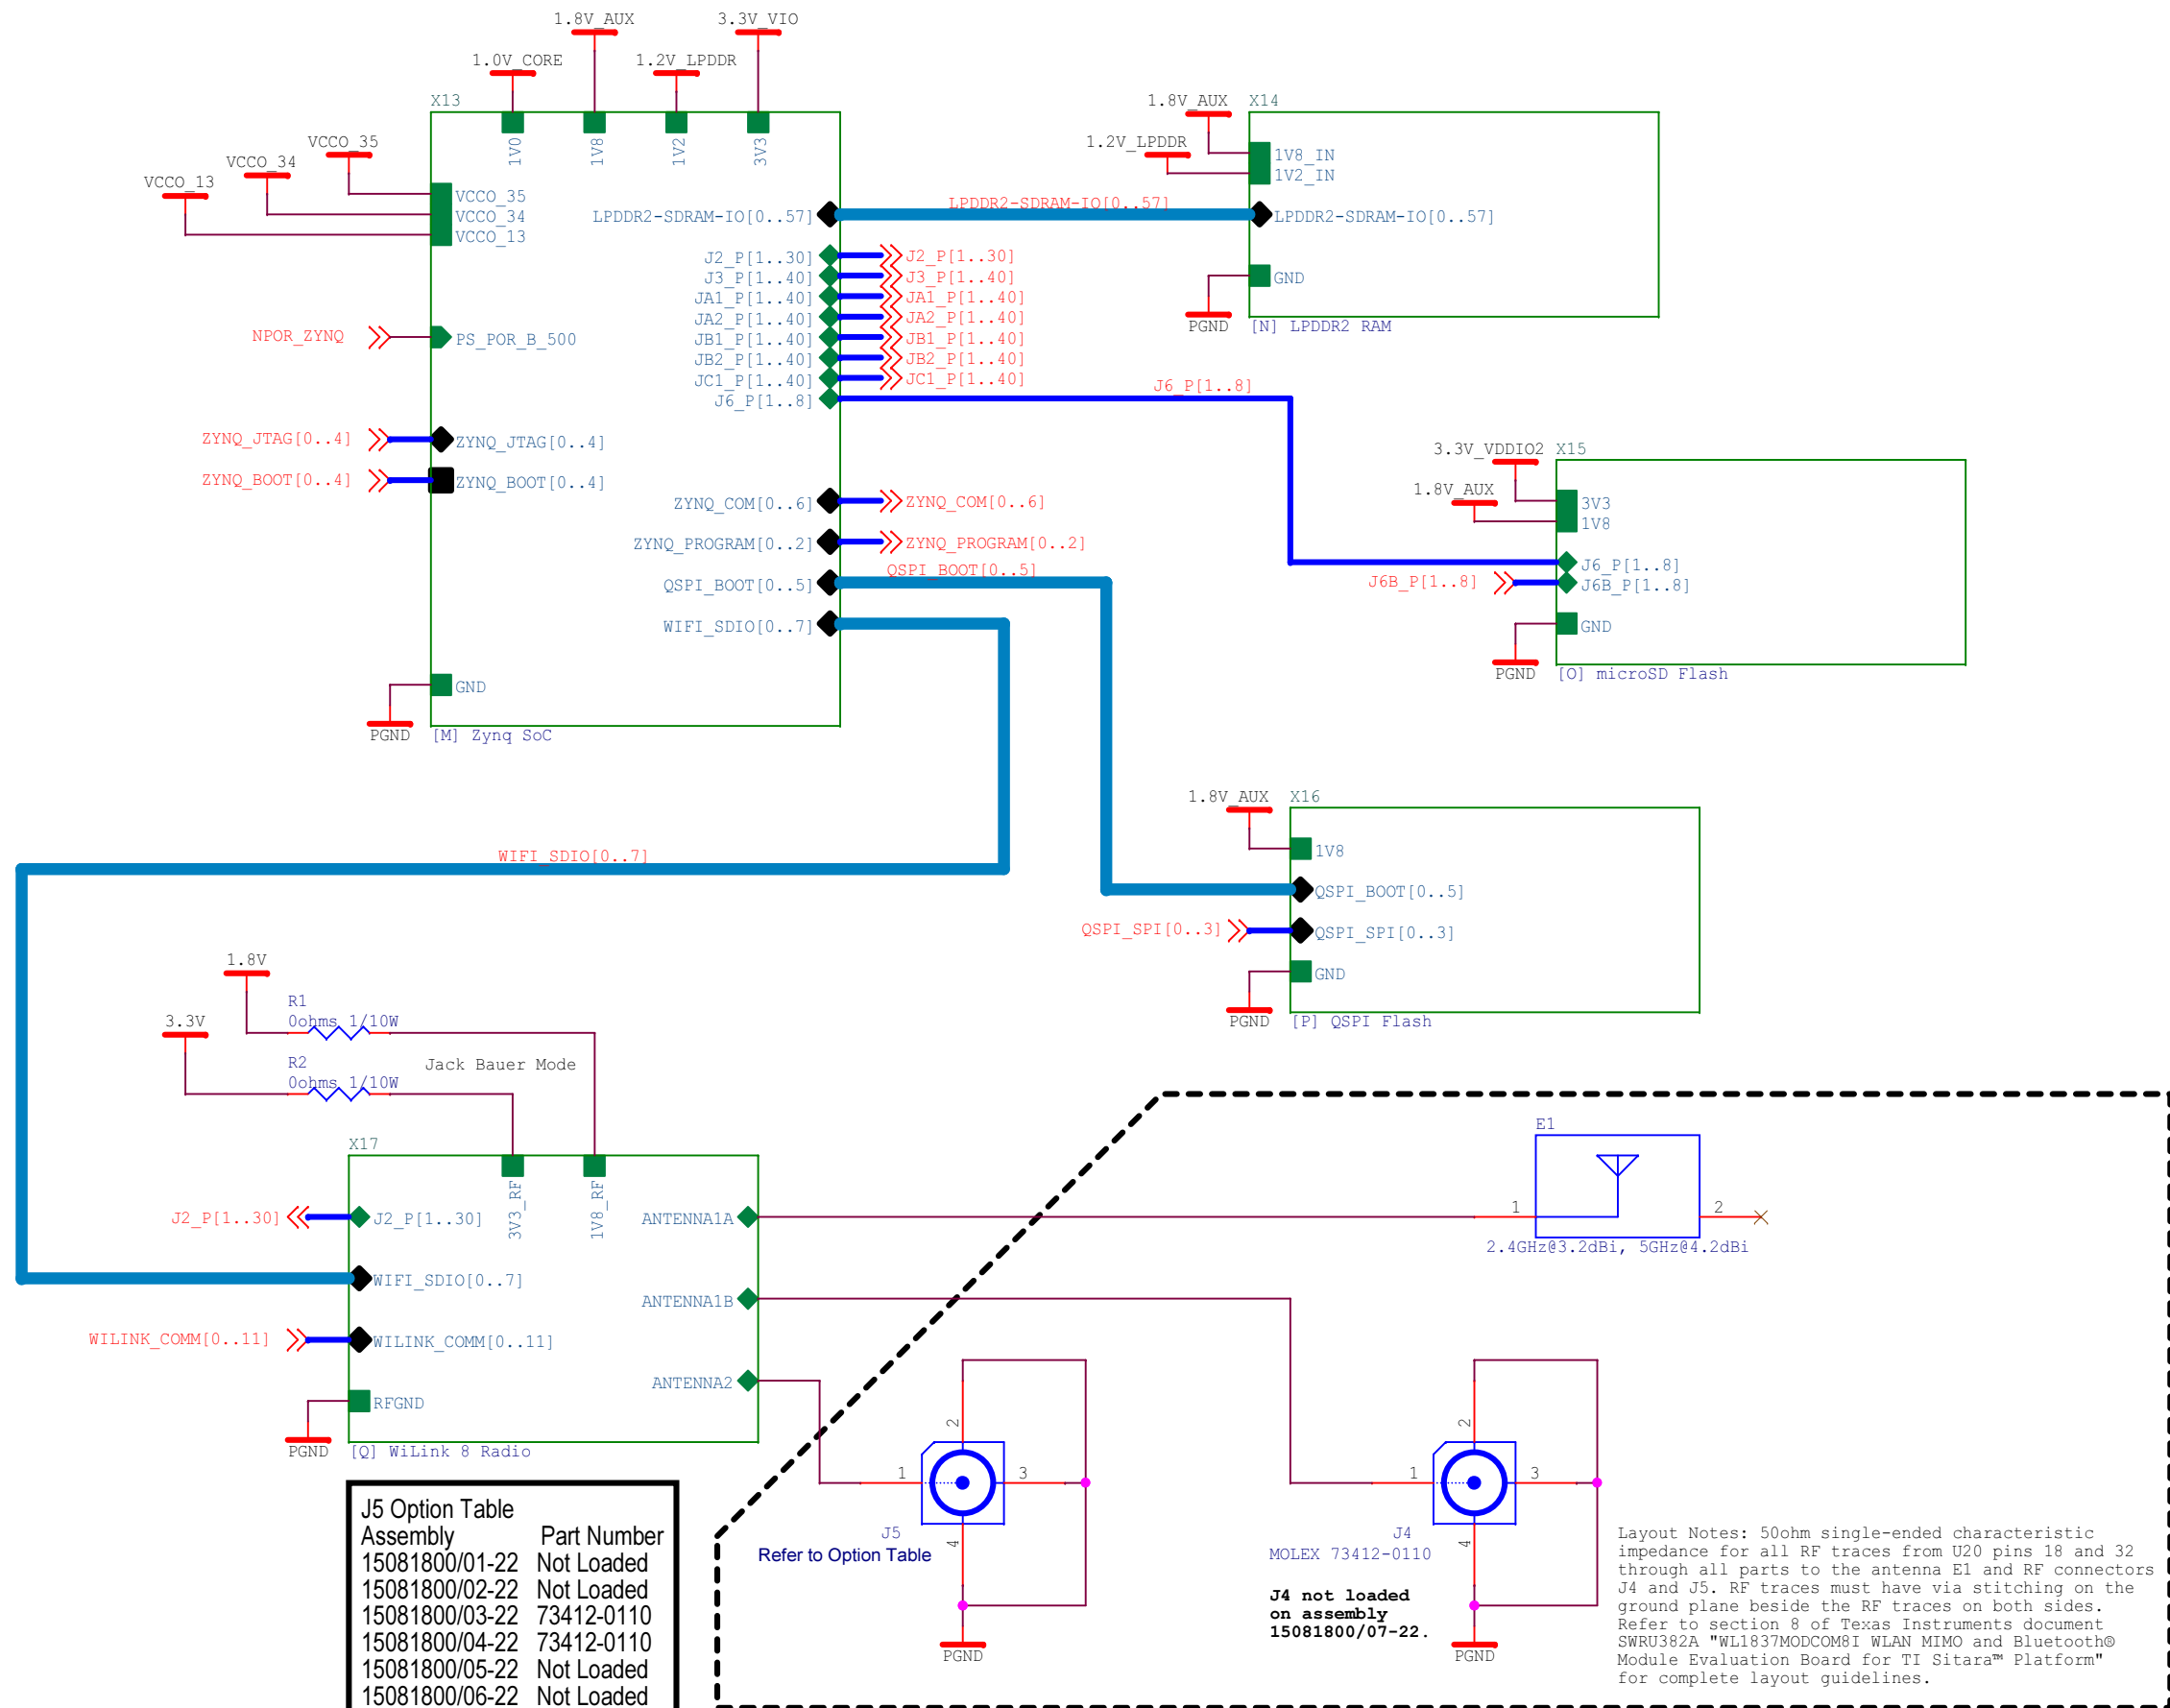 1.8V_AUX
3.3V_VIO
1.0V_CORE
1.2V_LPDDR
X13
1V0
1V8
1V2
3V3
VCCO_35
VCCO_34
VCCO_13
VCCO_35
VCCO_34
VCCO_13
LPDDR2-SDRAM-IO[0..57]
J2_P[1..30]
J3_P[1..40]
JA1_P[1..40]
JA2_P[1..40]
JB1_P[1..40]
JB2_P[1..40]
JC1_P[1..40]
J6_P[1..8]
J2_P[1..30]
J3_P[1..40]
JA1_P[1..40]
JA2_P[1..40]
JB1_P[1..40]
JB2_P[1..40]
JC1_P[1..40]
NPOR_ZYNQ
PS_POR_B_500
ZYNQ_JTAG[0..4]
ZYNQ_JTAG[0..4]
ZYNQ_BOOT[0..4]
ZYNQ_BOOT[0..4]
ZYNQ_COM[0..6]
ZYNQ_COM[0..6]
ZYNQ_PROGRAM[0..2]
ZYNQ_PROGRAM[0..2]
QSPI_BOOT[0..5]
QSPI_BOOT[0..5]
WIFI_SDIO[0..7]
GND
PGND
[M] Zynq SoC
LPDDR2-SDRAM-IO[0..57]
1.8V_AUX
X14
1.2V_LPDDR
1V8_IN
1V2_IN
LPDDR2-SDRAM-IO[0..57]
GND
PGND
[N] LPDDR2 RAM
J6_P[1..8]
3.3V_VDDIO2
X15
1.8V_AUX
3V3
1V8
J6_P[1..8]
J6B_P[1..8]
J6B_P[1..8]
GND
PGND
[O] microSD Flash
1.8V_AUX
X16
1V8
QSPI_BOOT[0..5]
QSPI_SPI[0..3]
QSPI_SPI[0..3]
GND
PGND
[P] QSPI Flash
WIFI_SDIO[0..7]
1.8V
R1
0ohms 1/10W
3.3V
R2
0ohms 1/10W
Jack Bauer Mode
X17
3V3_RF
1V8_RF
J2_P[1..30]
J2_P[1..30]
WIFI_SDIO[0..7]
WILINK_COMM[0..11]
WILINK_COMM[0..11]
RFGND
PGND
[Q] WiLink 8 Radio
ANTENNA1A
ANTENNA1B
ANTENNA2
E1
1
2
2.4GHz@3.2dBi, 5GHz@4.2dBi
2
1
3
4
J5
Refer to Option Table
PGND
2
1
3
4
J4
MOLEX 73412-0110
J4 not loaded
on assembly
15081800/07-22.
PGND
Layout Notes: 50ohm single-ended characteristic
impedance for all RF traces from U20 pins 18 and 32
through all parts to the antenna E1 and RF connectors
J4 and J5. RF traces must have via stitching on the
ground plane beside the RF traces on both sides.
Refer to section 8 of Texas Instruments document
SWRU382A "WL1837MODCOM8I WLAN MIMO and Bluetooth®
Module Evaluation Board for TI Sitara™ Platform"
for complete layout guidelines.
J5 Option Table
Assembly Part Number
15081800/01-22 Not Loaded
15081800/02-22 Not Loaded
15081800/03-22 73412-0110
15081800/04-22 73412-0110
15081800/05-22 Not Loaded
15081800/06-22 Not Loaded